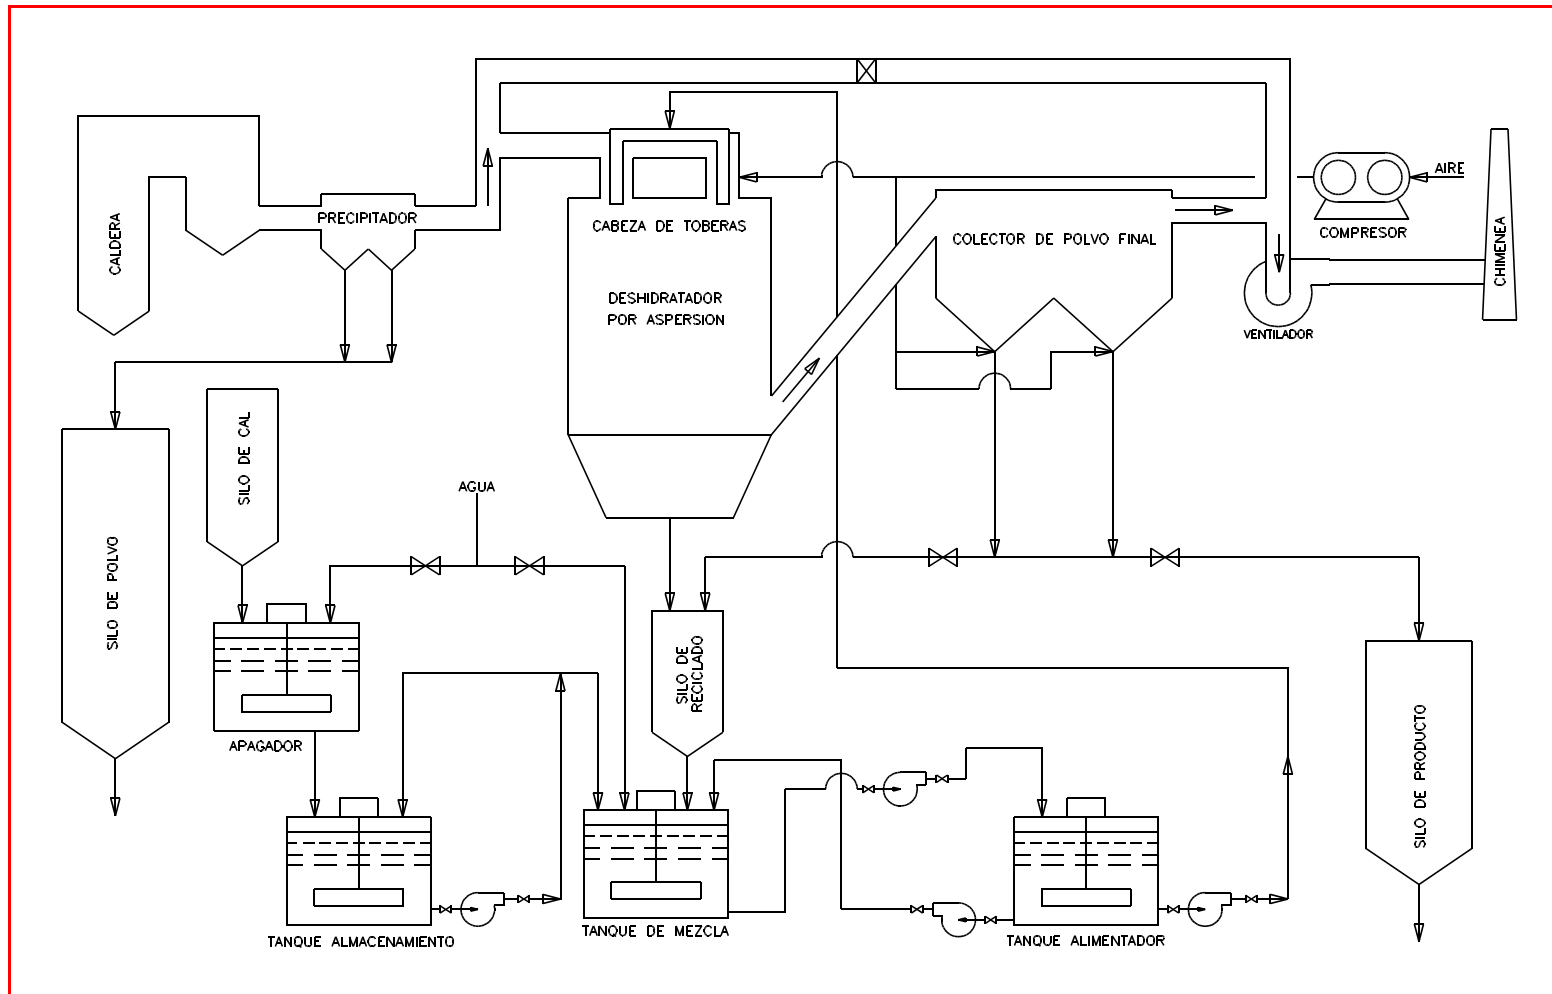 AIRE
CHIMENEA
PRECIPITADOR
CABEZA DE TOBERAS
COMPRESOR
COLECTOR DE POLVO FINAL
CALDERA
DESHIDRATADOR
POR ASPERSION
VENTILADOR
SILO DE CAL
AGUA
SILO DE POLVO
SILO DE
RECICLADO
APAGADOR
SILO DE PRODUCTO
TANQUE ALMACENAMIENTO
TANQUE DE MEZCLA
TANQUE ALIMENTADOR